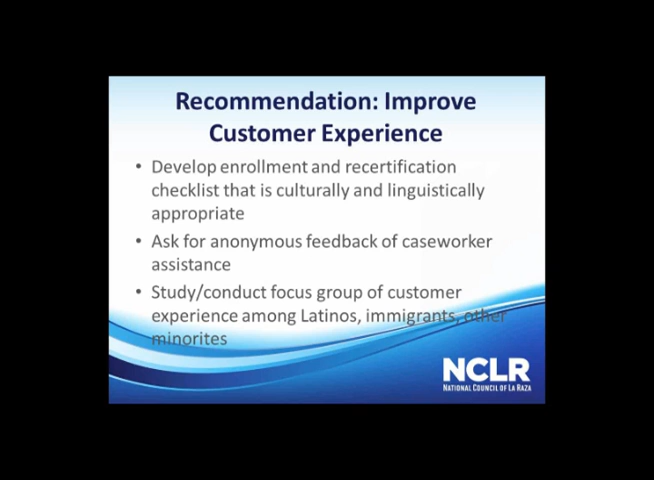 Recommendation: Improve
Customer Experience
• Develop enrollment and recertification
checklist that is culturally and linguistically
appropriate
• Ask for anonymous feedback of caseworker
assistance
• Study/conduct focus group of customer
experience among Latinos, immigrants, other
minorites
NCLR
NATIONAL COUNCIL OF LA RAZA